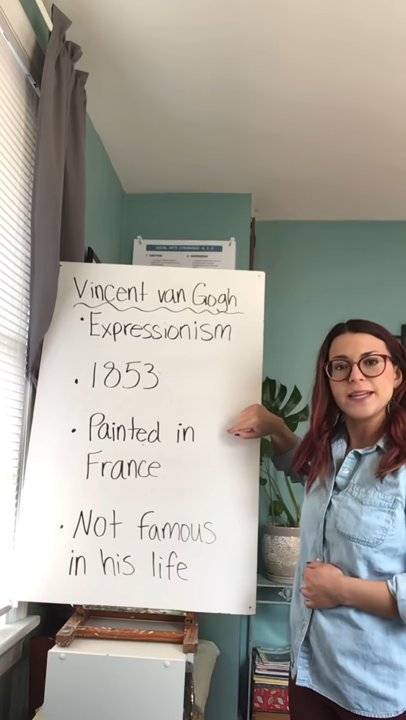 Vincent van Gogh
• Expressionism
• 1853
• Painted in
France
• Not famous
in his life